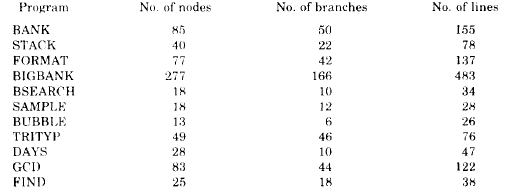 Program No. of nodes No. of branches No. of lines
BANK 85 50 155
STACK 40 22 78
FORMAT 77 42 137
BIGBANK 277 166 483
BSEARCH 18 10 34
SAMPLE 18 12 28
BUBBLE 13 6 26
TRITYP 49 46 76
DAYS 28 10 47
GCD 83 44 122
FIND 25 18 38